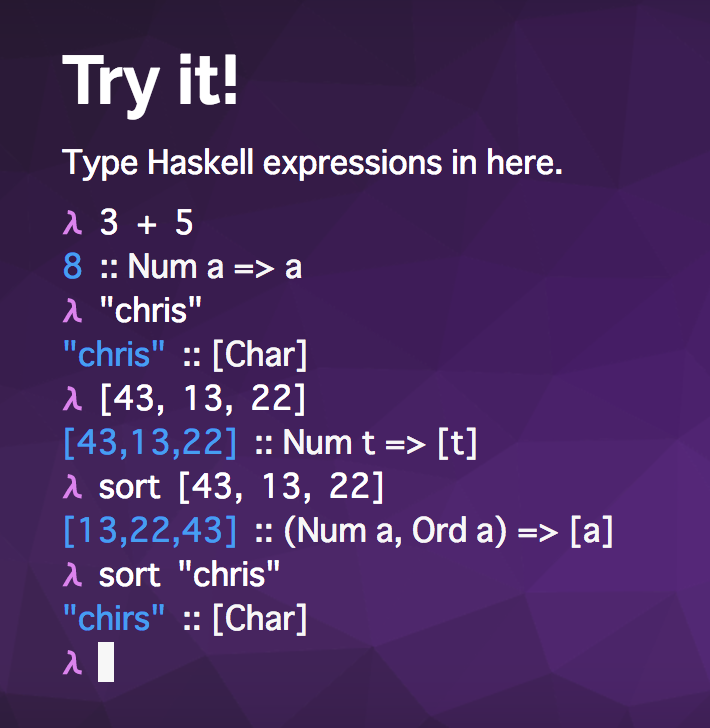 Try it!
Type Haskell expressions in here.
λ 3 + 5
8 :: Num a => a
λ "chris"
"chris" :: [Char]
λ [43, 13, 22]
[43,13,22] :: Num t => [t]
λ sort [43, 13, 22]
[13,22,43] :: (Num a, Ord a) => [a]
λ sort "chris"
"chirs" :: [Char]
λ